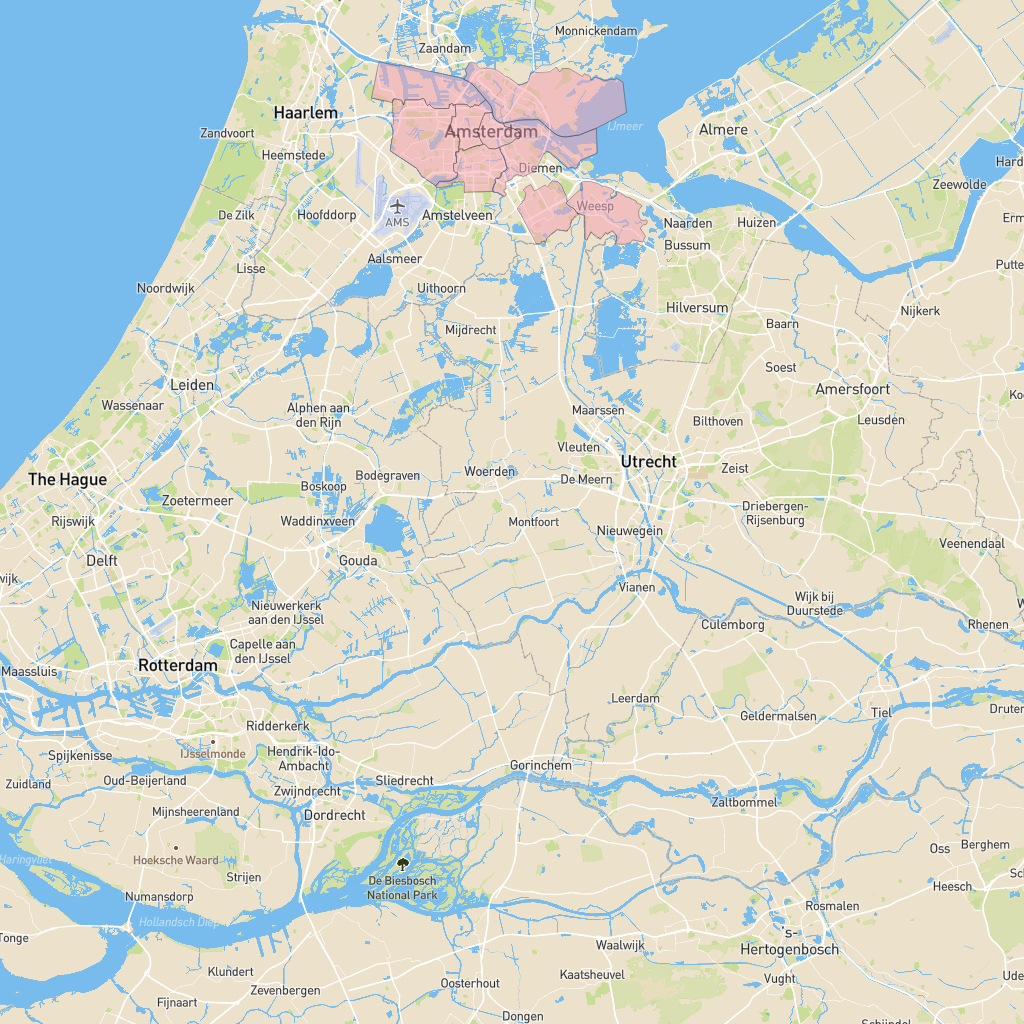 Monnickendam
Zaandam
Haarlem
IJmeer
Zandvoort
Amsterdam
Almere
Heemstede
Diemen
Hard
Zeewolde
De Zilk
Hoofddorp
AMS
Amstelveen
Weesp
Naarden
Huizen
Erm
Bussum
Aalsmeer
Putte
Lisse
Noordwijk
Uithoorn
Hilversum
Nijkerk
Mijdrecht
Baarn
Soest
Leiden
Amersfoort
Ko
Wassenaar
Alphen aan
den Rijn
Maarssen
Bilthoven
Leusden
Vleuten
Utrecht
Zeist
The Hague
Boskoop
Bodegraven
Woerden
De Meern
Zoetermeer
Driebergen-
Rijsenburg
Rijswijk
Waddinxveen
Montfoort
Nieuwegein
Veenendaal
Delft
Gouda
wijk
Vianen
Wijk bij
Duurstede
W
Nieuwerkerk
aan den IJssel
Culemborg
Rhenen
Capelle aan
den IJssel
Rotterdam
Maassluis
Leerdam
Ridderkerk
Geldermalsen
Tiel
Druten
Spijkenisse
IJsselmonde
Hendrik-Ido-
Ambacht
Gorinchem
Zuidland
Oud-Beijerland
Zwijndrecht
Sliedrecht
Zaltbommel
Mijnsheerenland
Dordrecht
Haringvliet
Hoeksche Waard
Oss
Berghem
Strijen
De Biesbosch
National Park
Heesch
Sc
Numansdorp
Rosmalen
Hollandsch Diep
Tonge
Waalwijk
's-
Hertogenbosch
Klundert
Kaatsheuvel
Vught
Ude
Zevenbergen
Oosterhout
Fijnaart
Dongen
Schijndel